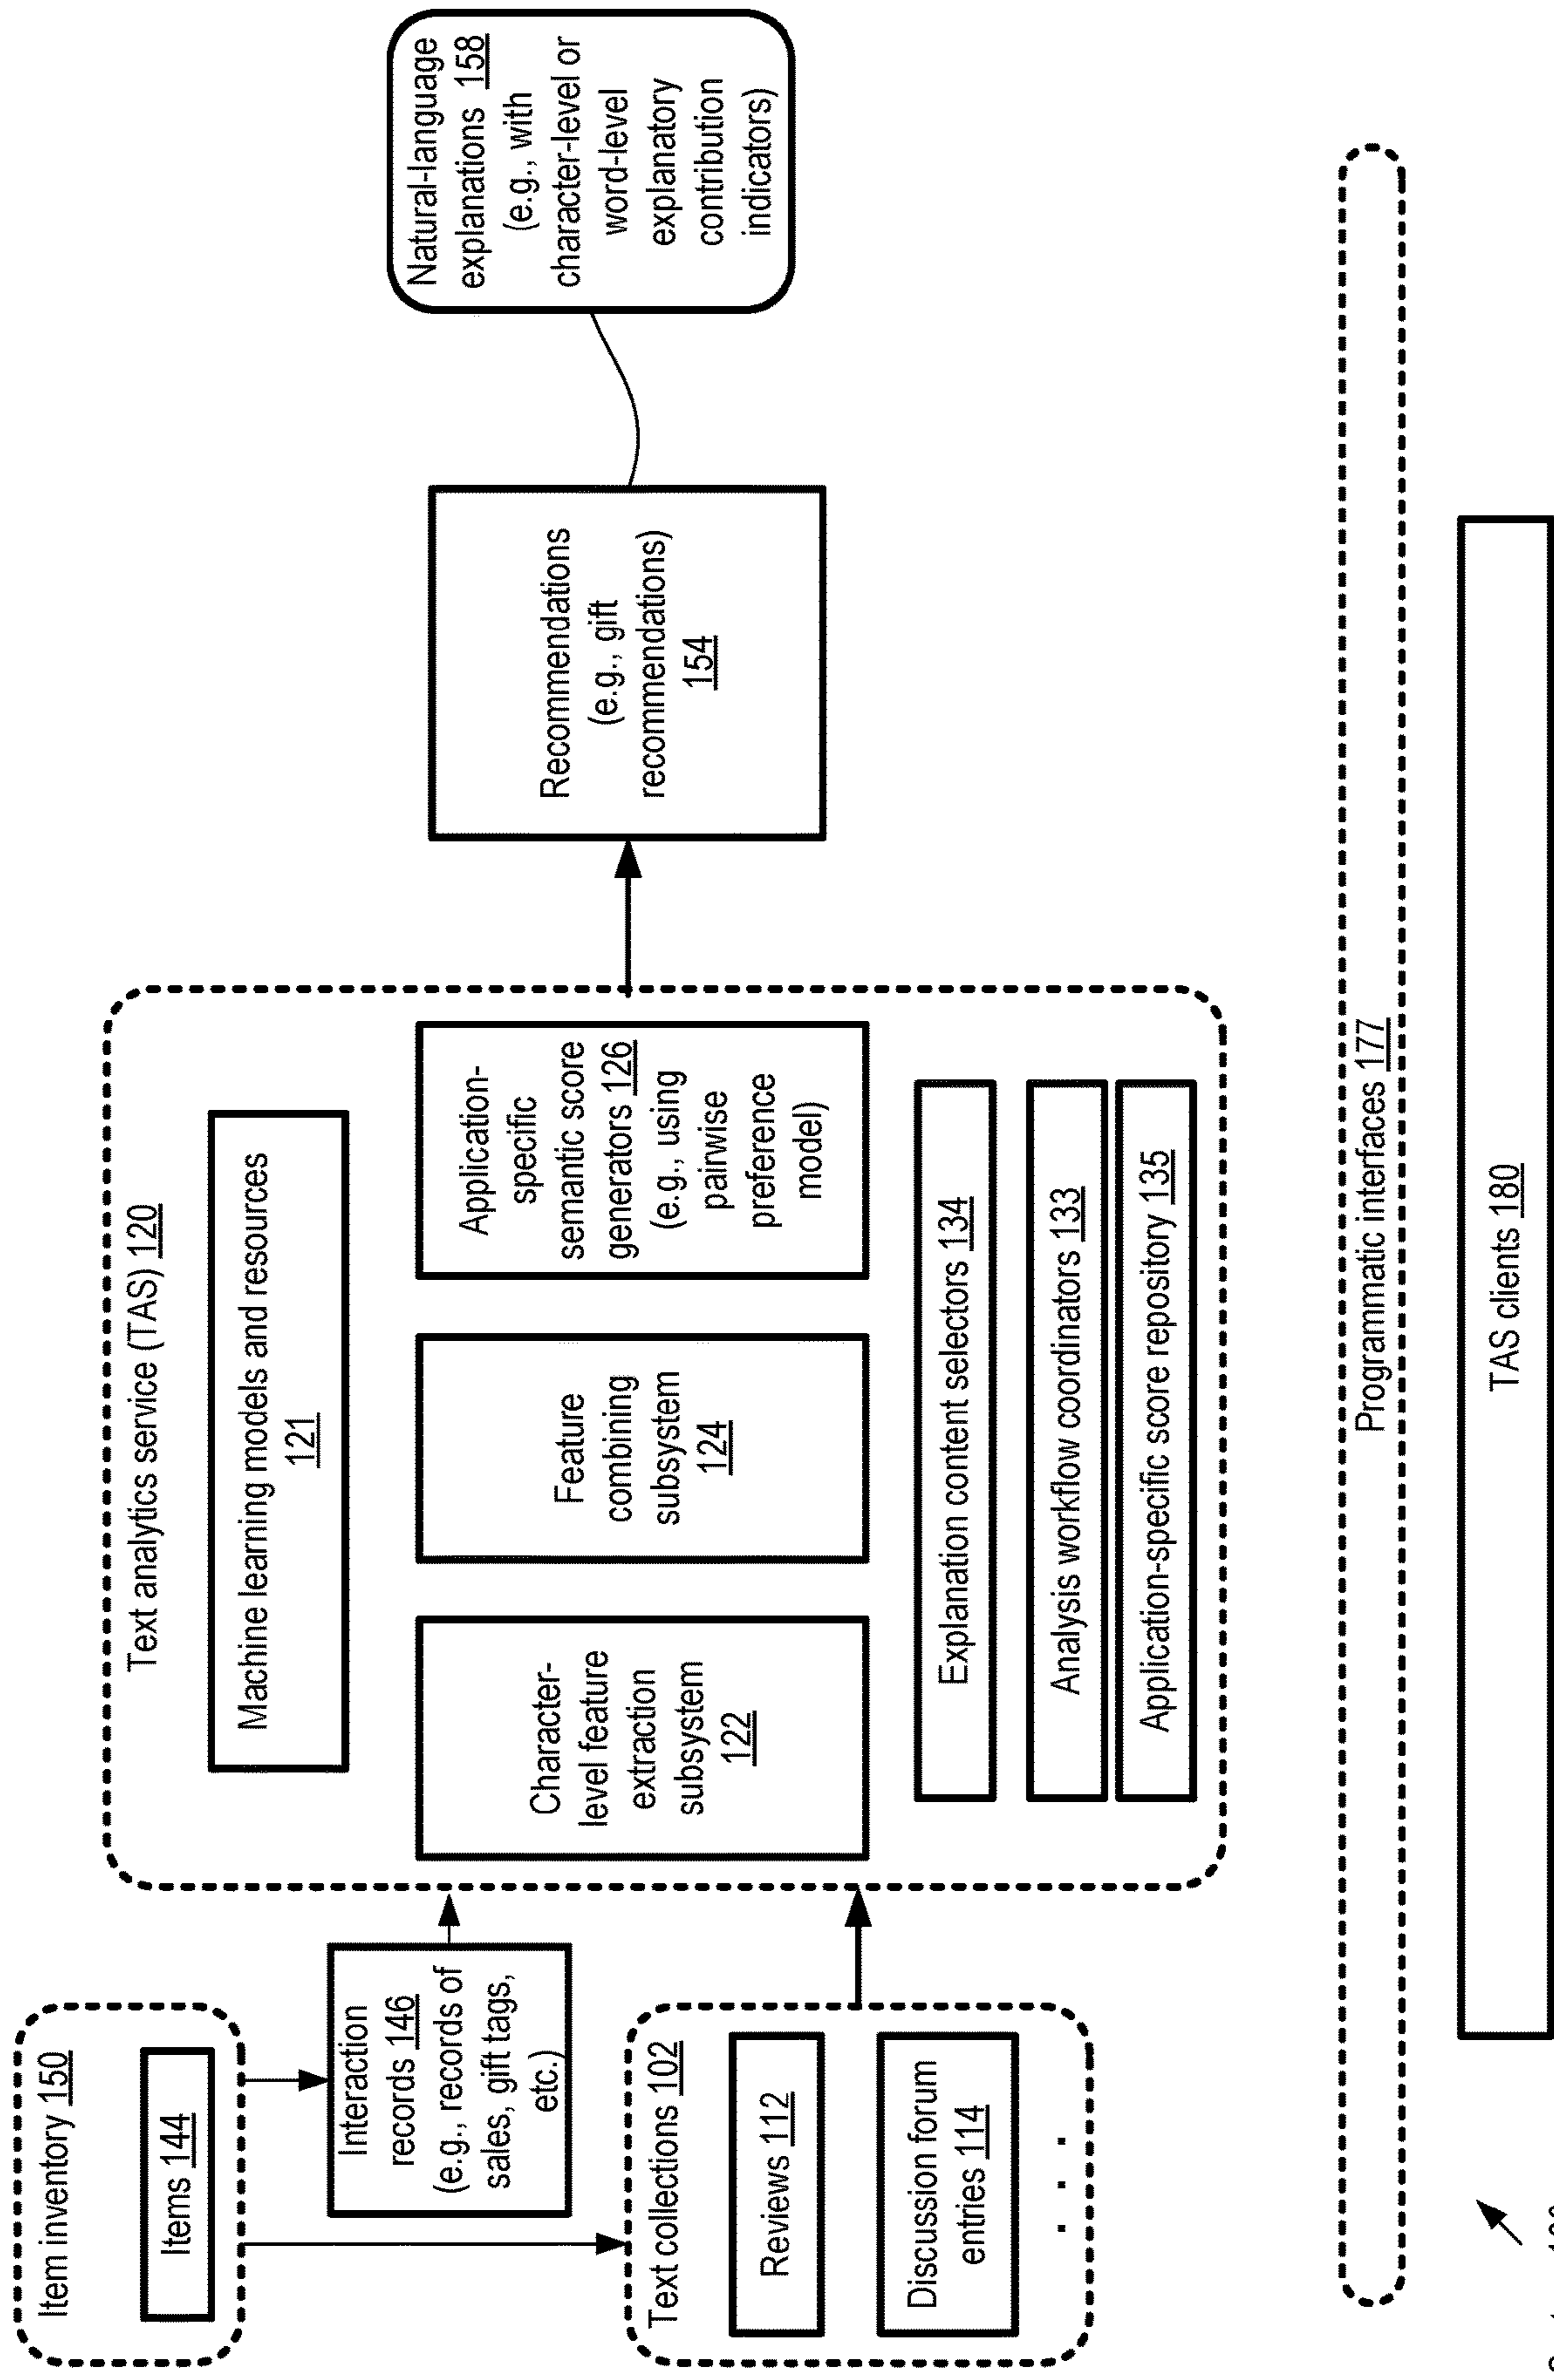 Item inventory 150
Items 144
Interaction
records 146
(e.g., records of
sales, gift tags,
etc.)
Text collections 102
Reviews 112
Discussion forum
entries 114
. . .
Text analytics service (TAS) 120
Machine learning models and resources
121
Character-
level feature
extraction
subsystem
122
Feature
combining
subsystem
124
Application-
specific
semantic score
generators 126
(e.g., using
pairwise
preference
model)
Explanation content selectors 134
Analysis workflow coordinators 133
Application-specific score repository 135
Recommendations
(e.g., gift
recommendations)
154
Natural-language
explanations 158
(e.g., with
character-level or
word-level
explanatory
contribution
indicators)
Programmatic interfaces 177
TAS clients 180